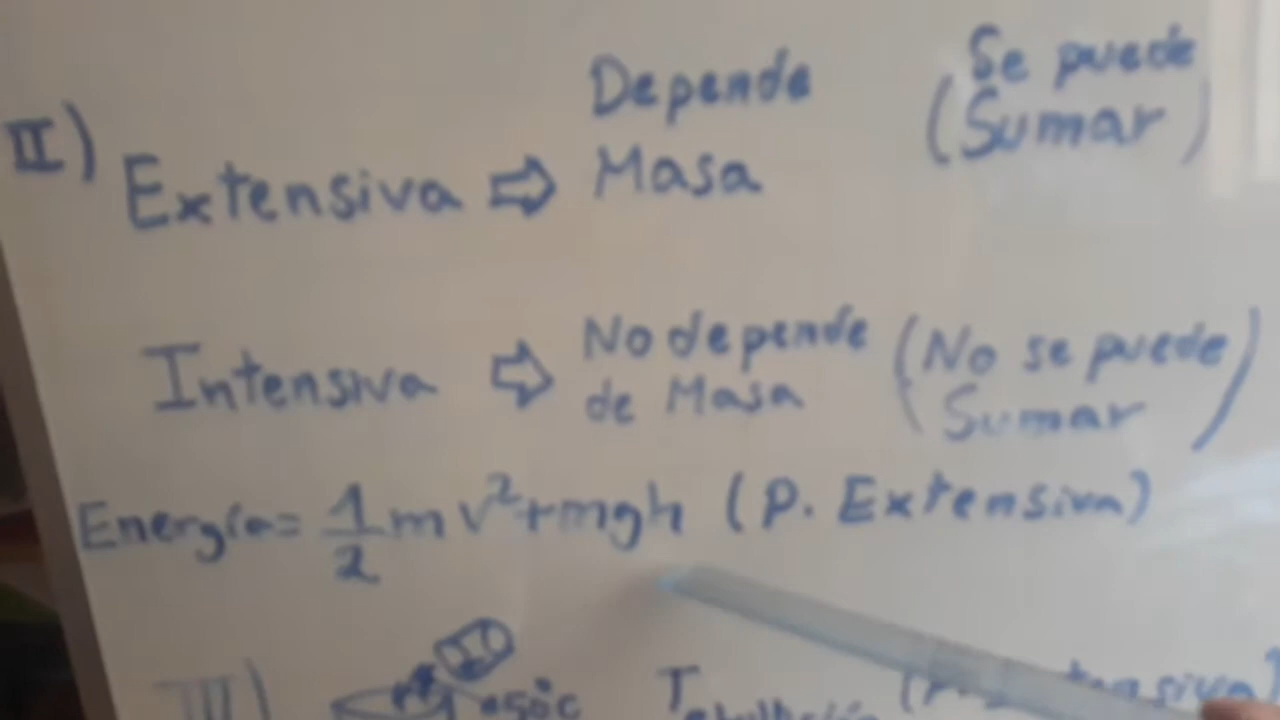 II)
Extensiva ⇨ Depende
Masa
(Se puede
Sumar)
Intensiva ⇨ No depende
de Masa
(No se puede
Sumar)
Energía= 1/2 mv²+mgh (P. Extensiva)
III)
T